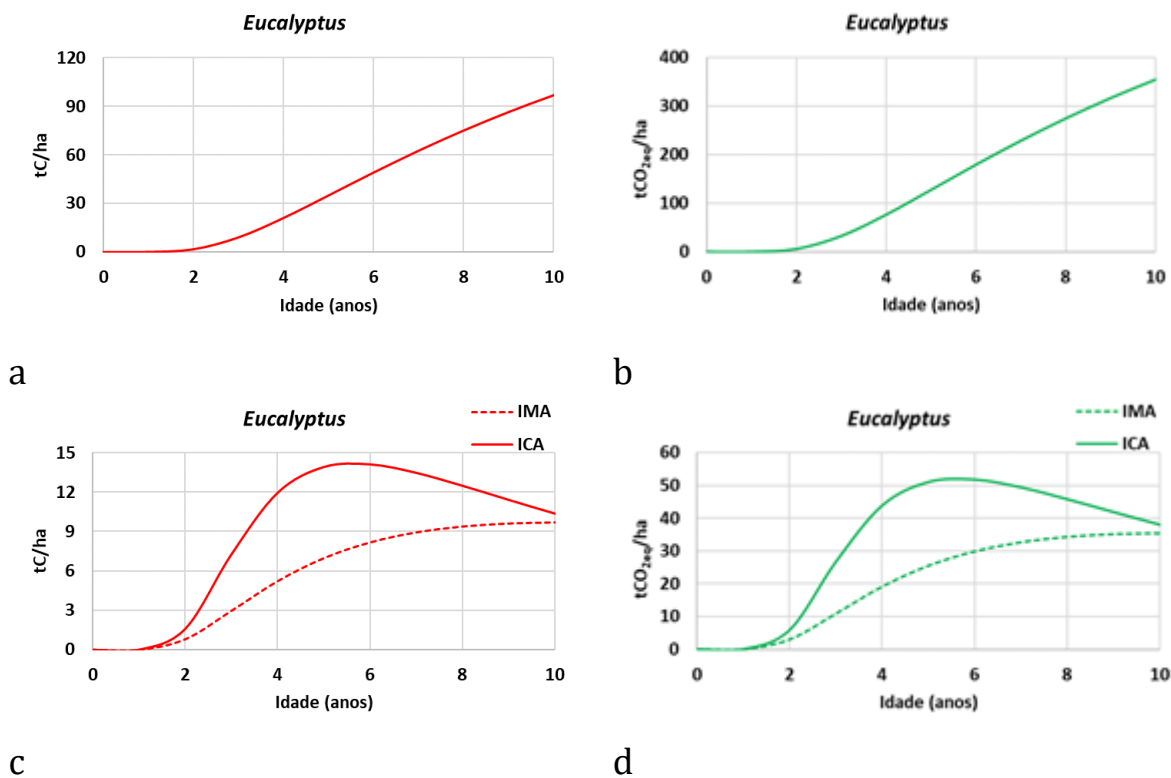 Eucalyptus
120
90
60
30
0
tC/ha
0 2 4 6 8 10
Idade (anos)
a
Eucalyptus
400
300
200
100
0
tCO2eq/ha
0 2 4 6 8 10
Idade (anos)
b
Eucalyptus
IMA
ICA
15
12
9
6
3
0
tC/ha
0 2 4 6 8 10
Idade (anos)
c
Eucalyptus
IMA
ICA
60
50
40
30
20
10
0
tCO2eq/ha
0 2 4 6 8 10
Idade (anos)
d